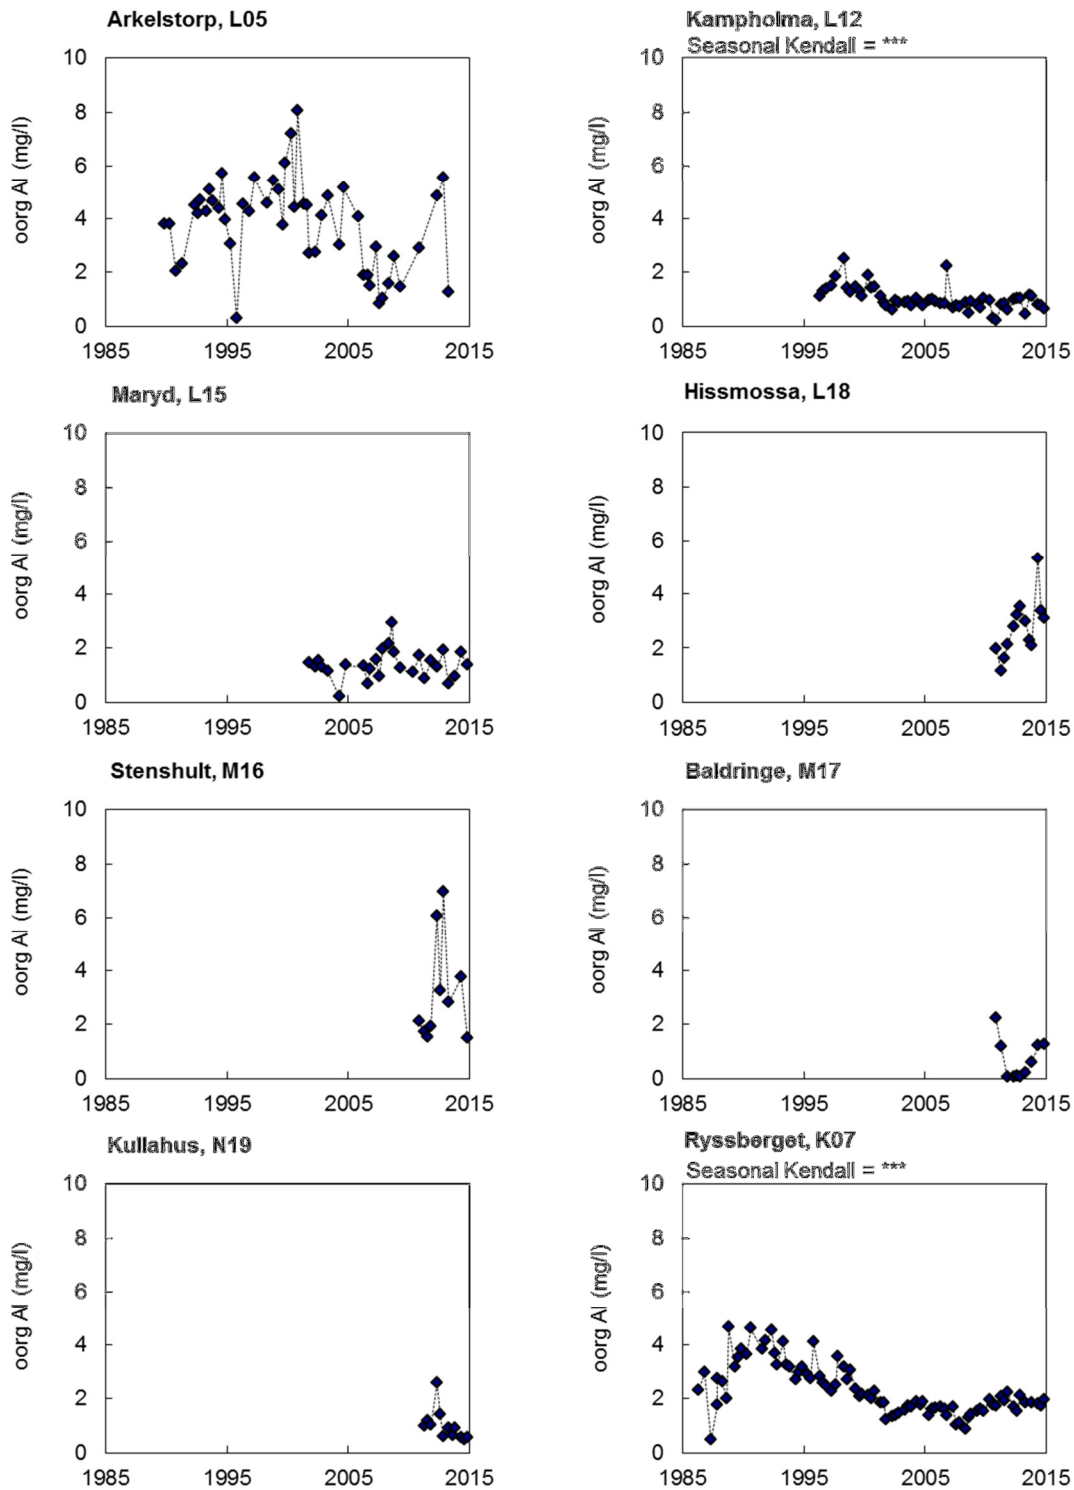 Arkelstorp, L05
oorg Al (mg/l)
10
8
6
4
2
0
1985 1995 2005 2015
Kampholma, L12
Seasonal Kendall = ***
oorg Al (mg/l)
10
8
6
4
2
0
1985 1995 2005 2015
Maryd, L15
oorg Al (mg/l)
10
8
6
4
2
0
1985 1995 2005 2015
Hissmossa, L18
oorg Al (mg/l)
10
8
6
4
2
0
1985 1995 2005 2015
Stenshult, M16
oorg Al (mg/l)
10
8
6
4
2
0
1985 1995 2005 2015
Baldringe, M17
oorg Al (mg/l)
10
8
6
4
2
0
1985 1995 2005 2015
Kullahus, N19
oorg Al (mg/l)
10
8
6
4
2
0
1985 1995 2005 2015
Ryssberget, K07
Seasonal Kendall = ***
oorg Al (mg/l)
10
8
6
4
2
0
1985 1995 2005 2015